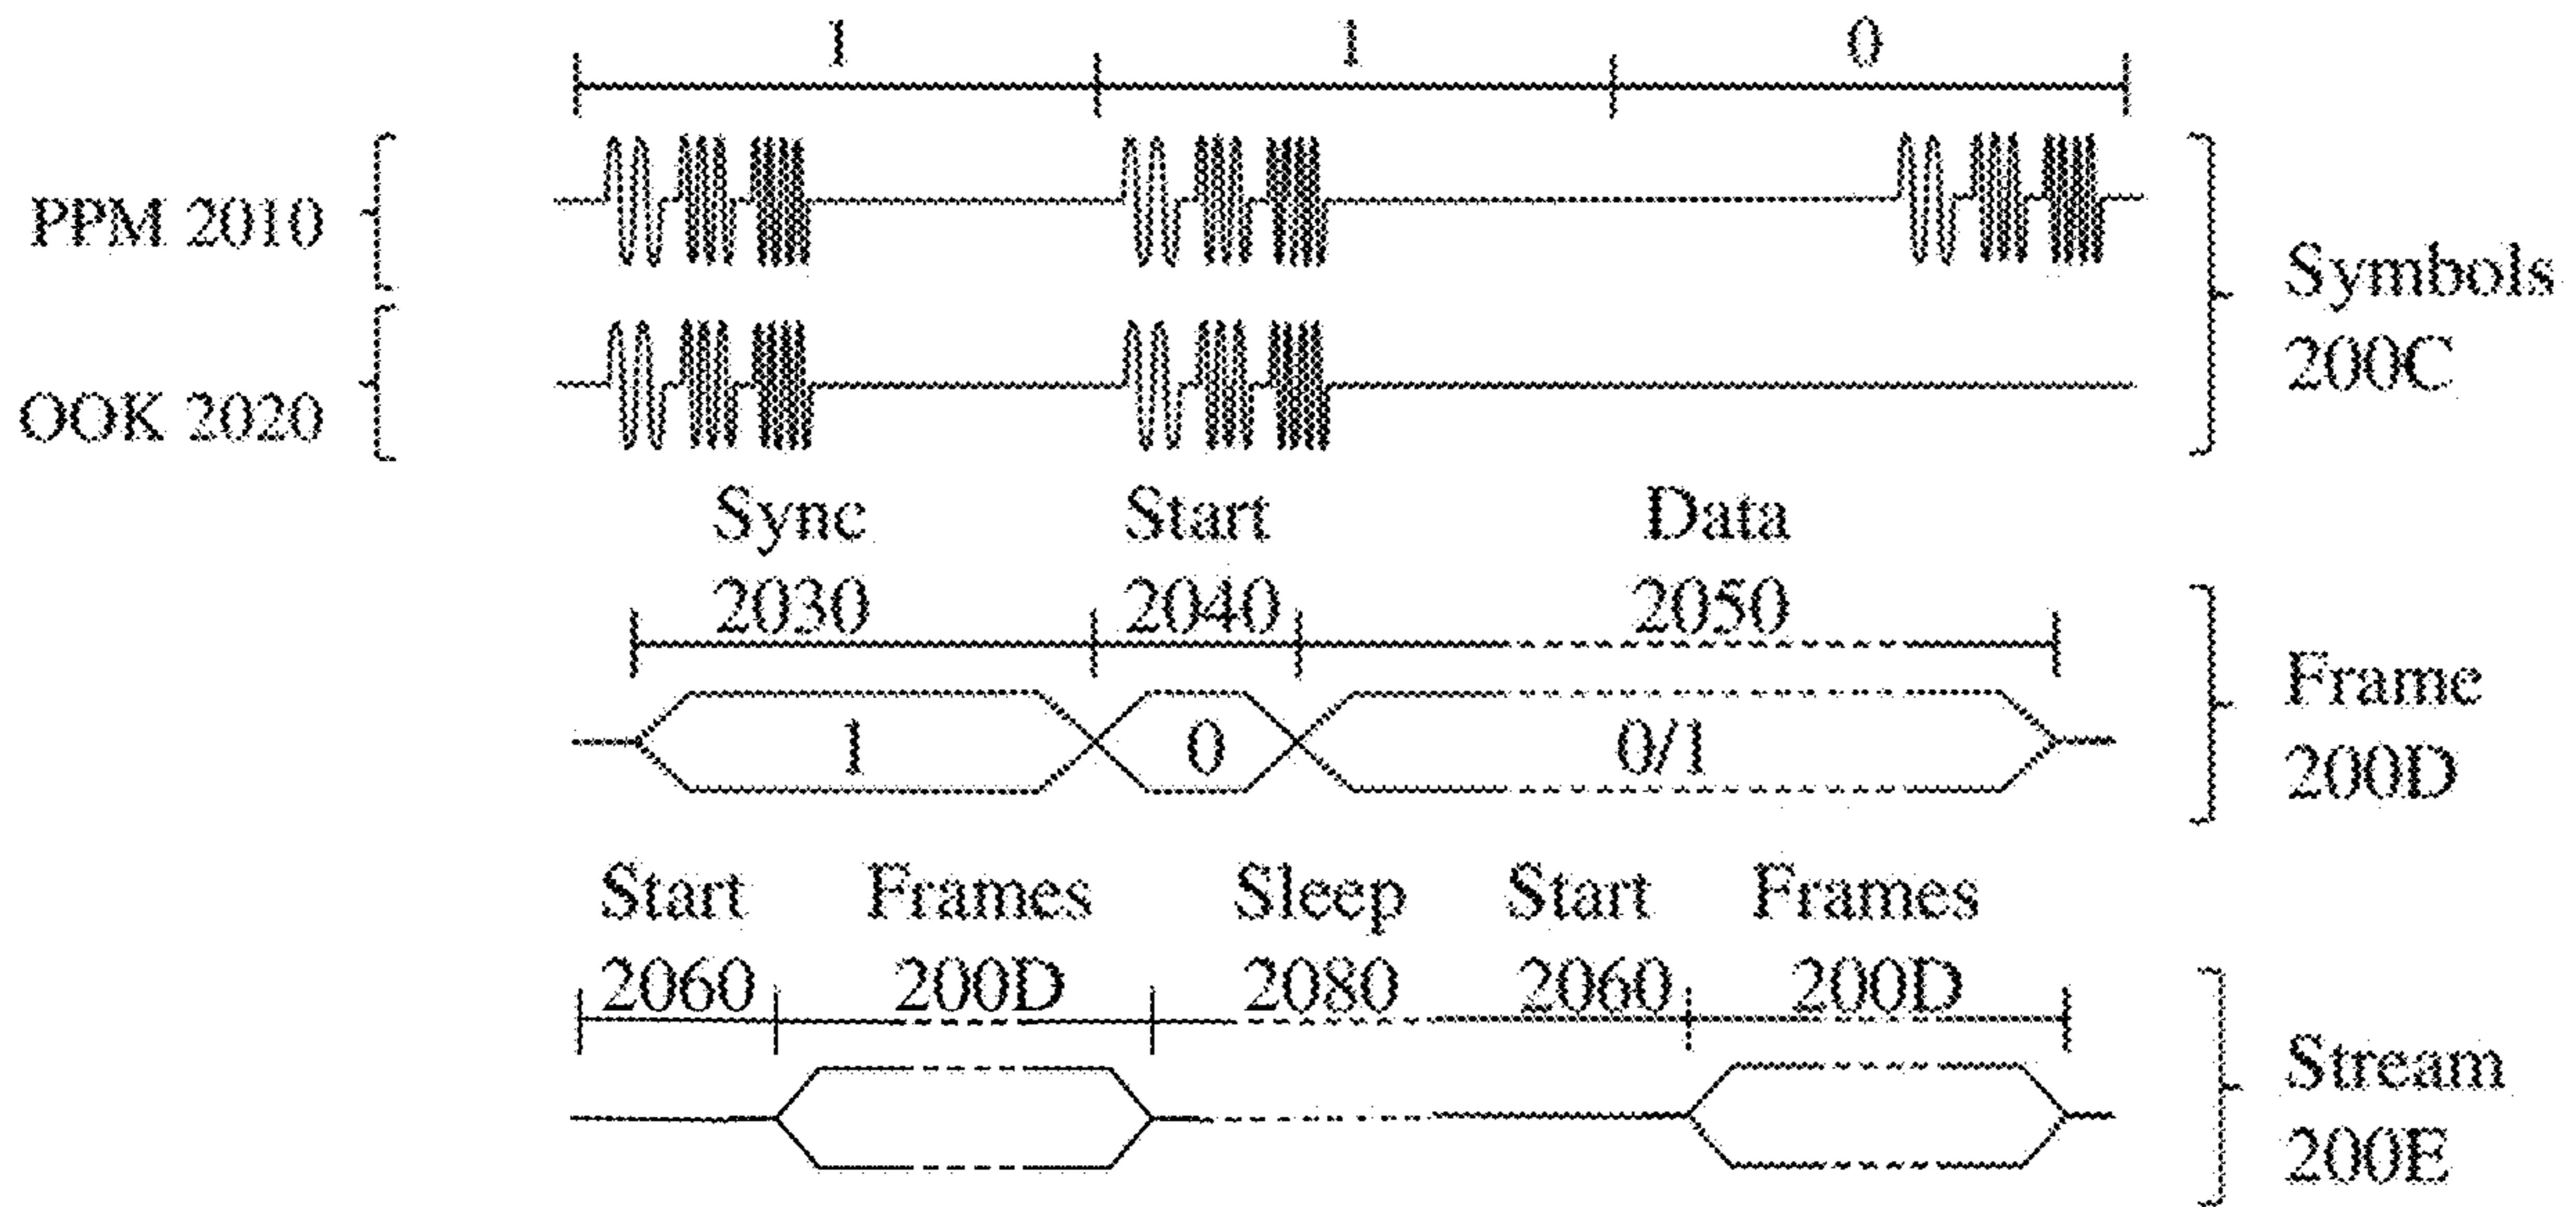 1 1 0
PPM 2010
OOK 2020
Symbols
200C
Sync Start Data
2030 2040 2050
1 0 0/1
Frame
200D
Start Frames Sleep Start Frames
2060 200D 2080 2060 200D
Stream
200E